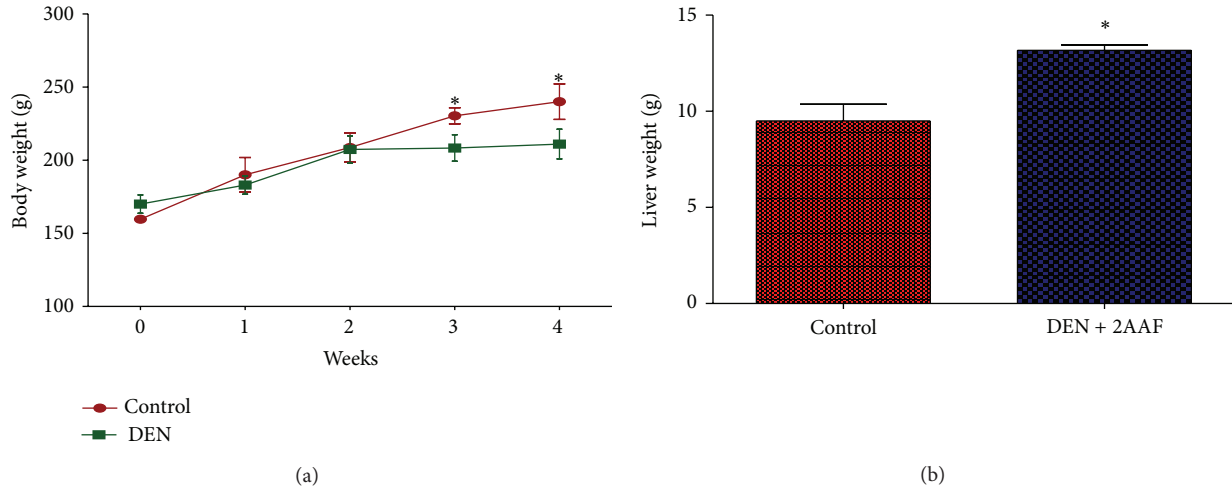 300
250
200
150
100
Body weight (g)
*
*
0 1 2 3 4
Weeks
Control
DEN
(a)
15
10
5
0
Liver weight (g)
*
Control DEN + 2AAF
(b)